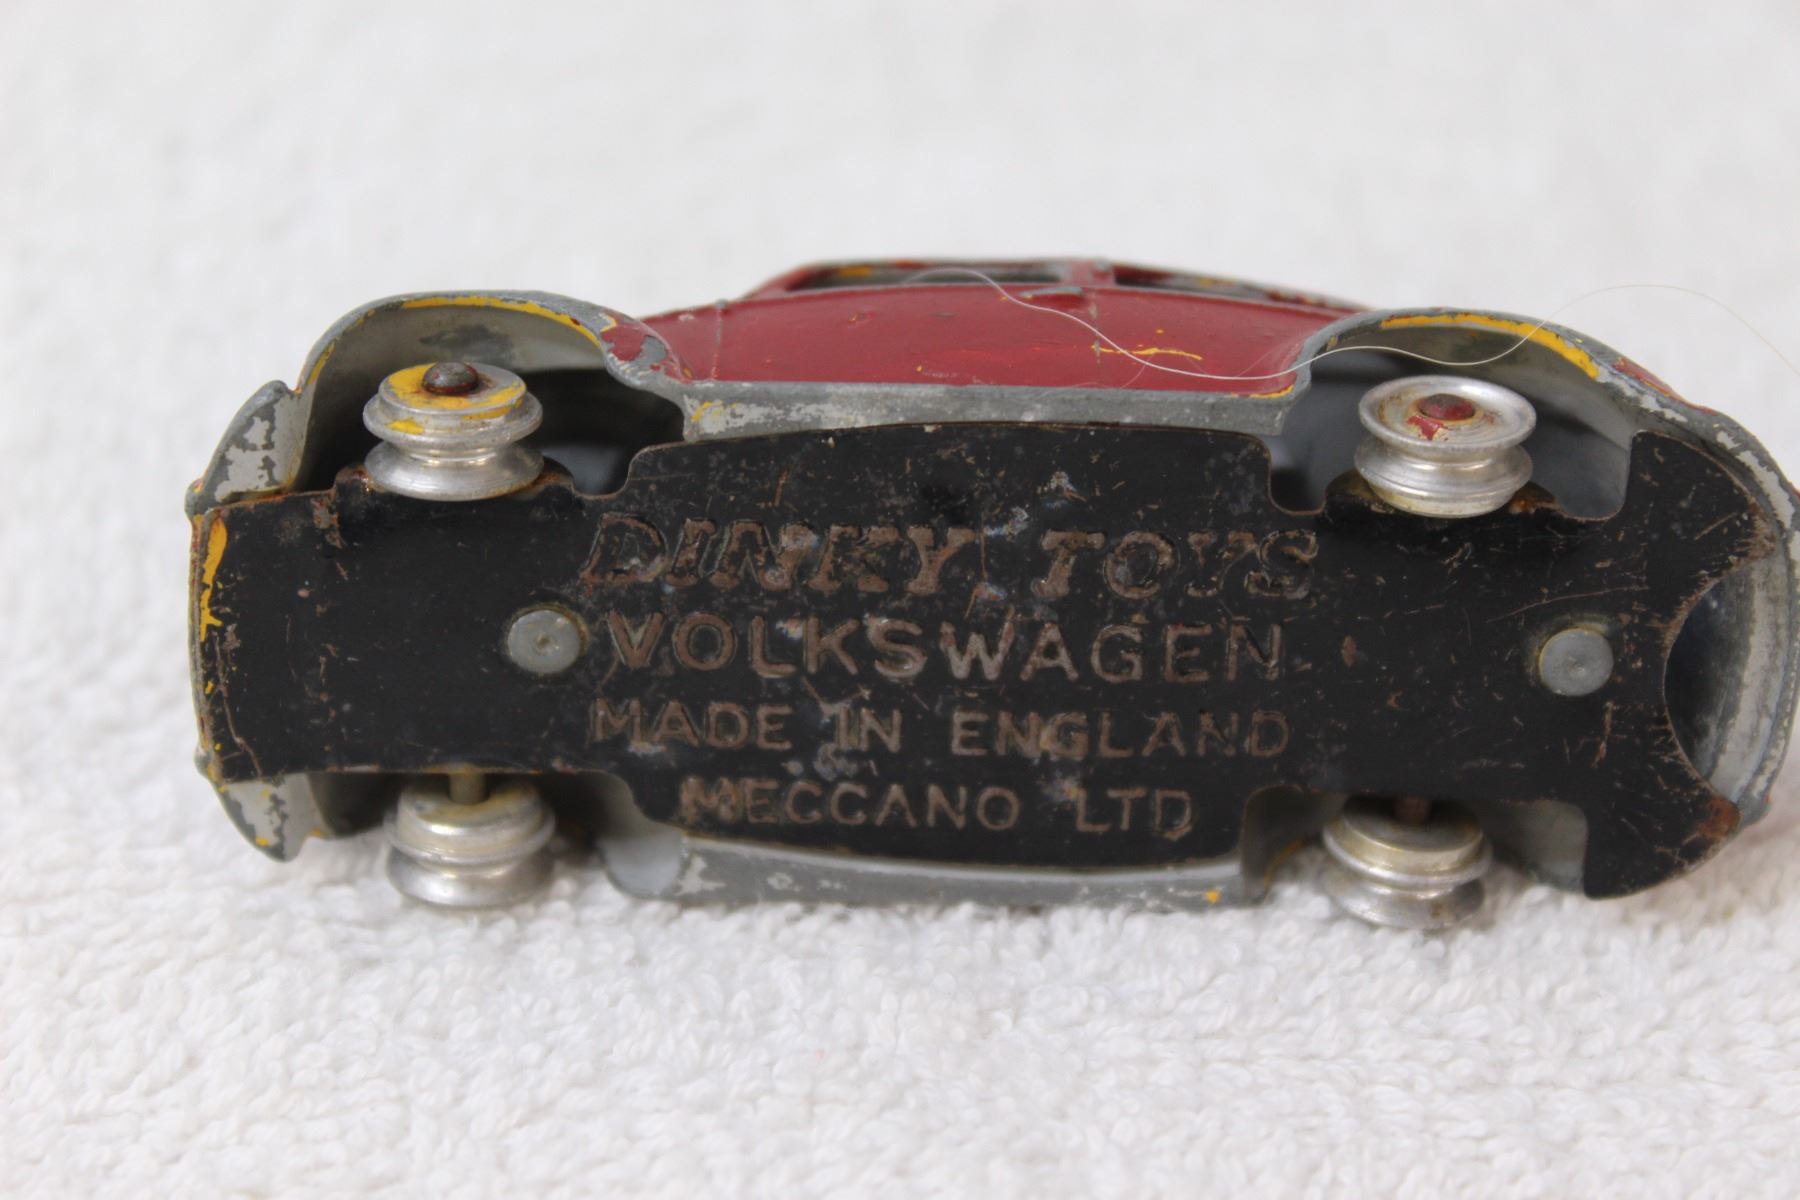 DINKY TOYS
VOLKSWAGEN
MADE IN ENGLAND
MECCANO LTD